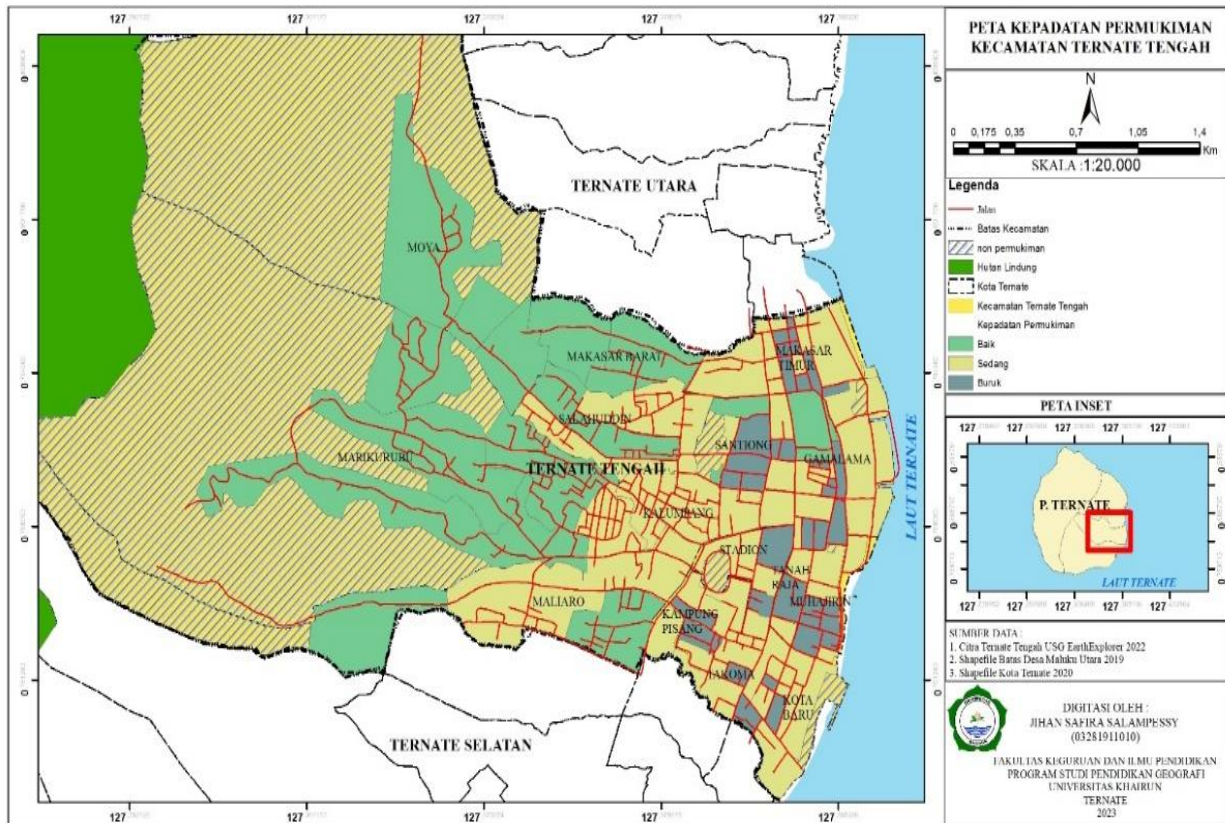 PETA KEPADATAN PERMUKIMAN
KECAMATAN TERNATE TENGAH
N
0 0,175 0,35 0,7 1,05 1,4
Km
SKALA :1:20.000
Legenda
Jalan
Batas Kecamatan
non permukiman
Hutan Lindung
Kota Ternate
Kecamatan Ternate Tengah
Kepadatan Permukiman
Baik
Sedang
Buruk
PETA INSET
P. TERNATE
LAUT TERNATE
SUMBER DATA :
1. Citra Ternate Tengah USG EarthExplorer 2022
2. Shapefile Batas Desa Maluku Utara 2019
3. Shapefile Kota Ternate 2020
DIGITASI OLEH :
JIHAN SAFIRA SALAMPESSY
(03281911010)
FAKULTAS KEGURUAN DAN ILMU PENDIDIKAN
PROGRAM STUDI PENDIDIKAN GEOGRAFI
UNIVERSITAS KHAIRUN
TERNATE
2023
TERNATE UTARA
MOYA
MAKASAR BARAT
MAKASAR
TIMUR
SALAHUDDIN
SANTIONG
GAMALAMA
MARIKURUBU
TERNATE TENGAH
LAUT TERNATE
KALUMPANG
STADION
TANAH
RAJA
MALIARO
MUHAJIRIN
KAMPUNG
PISANG
TAKOMA
KOTA
BARU
TERNATE SELATAN